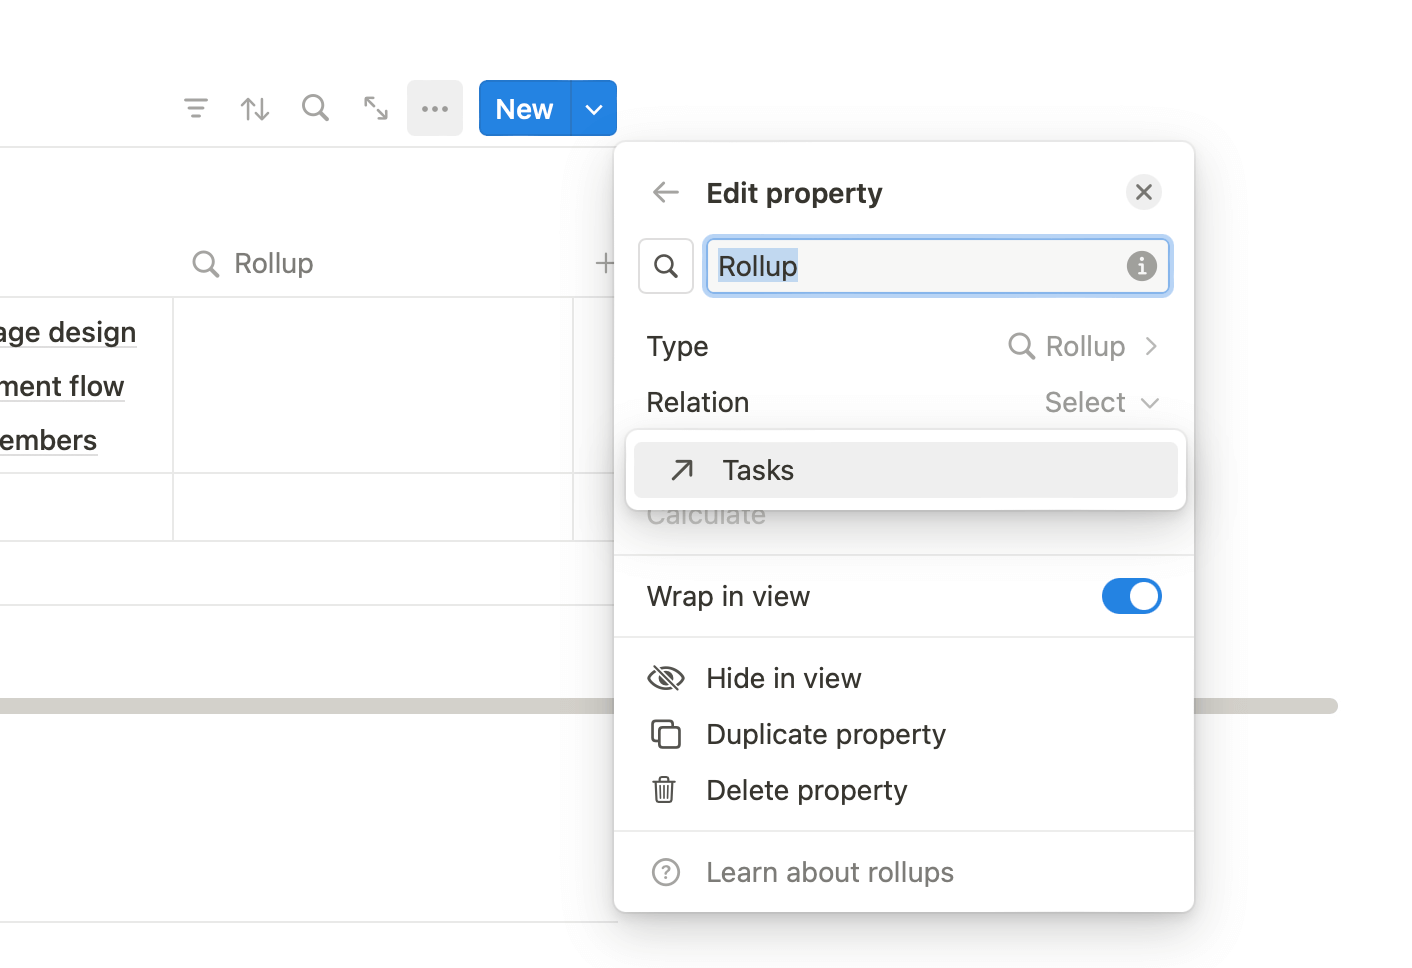 New
Edit property
Rollup
Rollup
age design
ment flow
embers
Type Rollup
Relation Select
Tasks
Calculate
Wrap in view
Hide in view
Duplicate property
Delete property
Learn about rollups